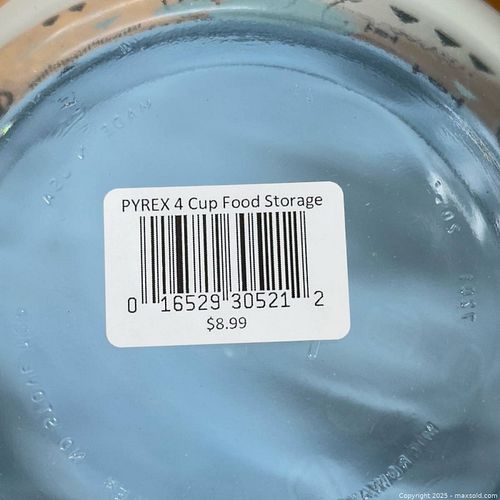 PYREX 4 Cup Food Storage
0 16529 30521 2
$8.99
Copyright 2025 - maxsold.com